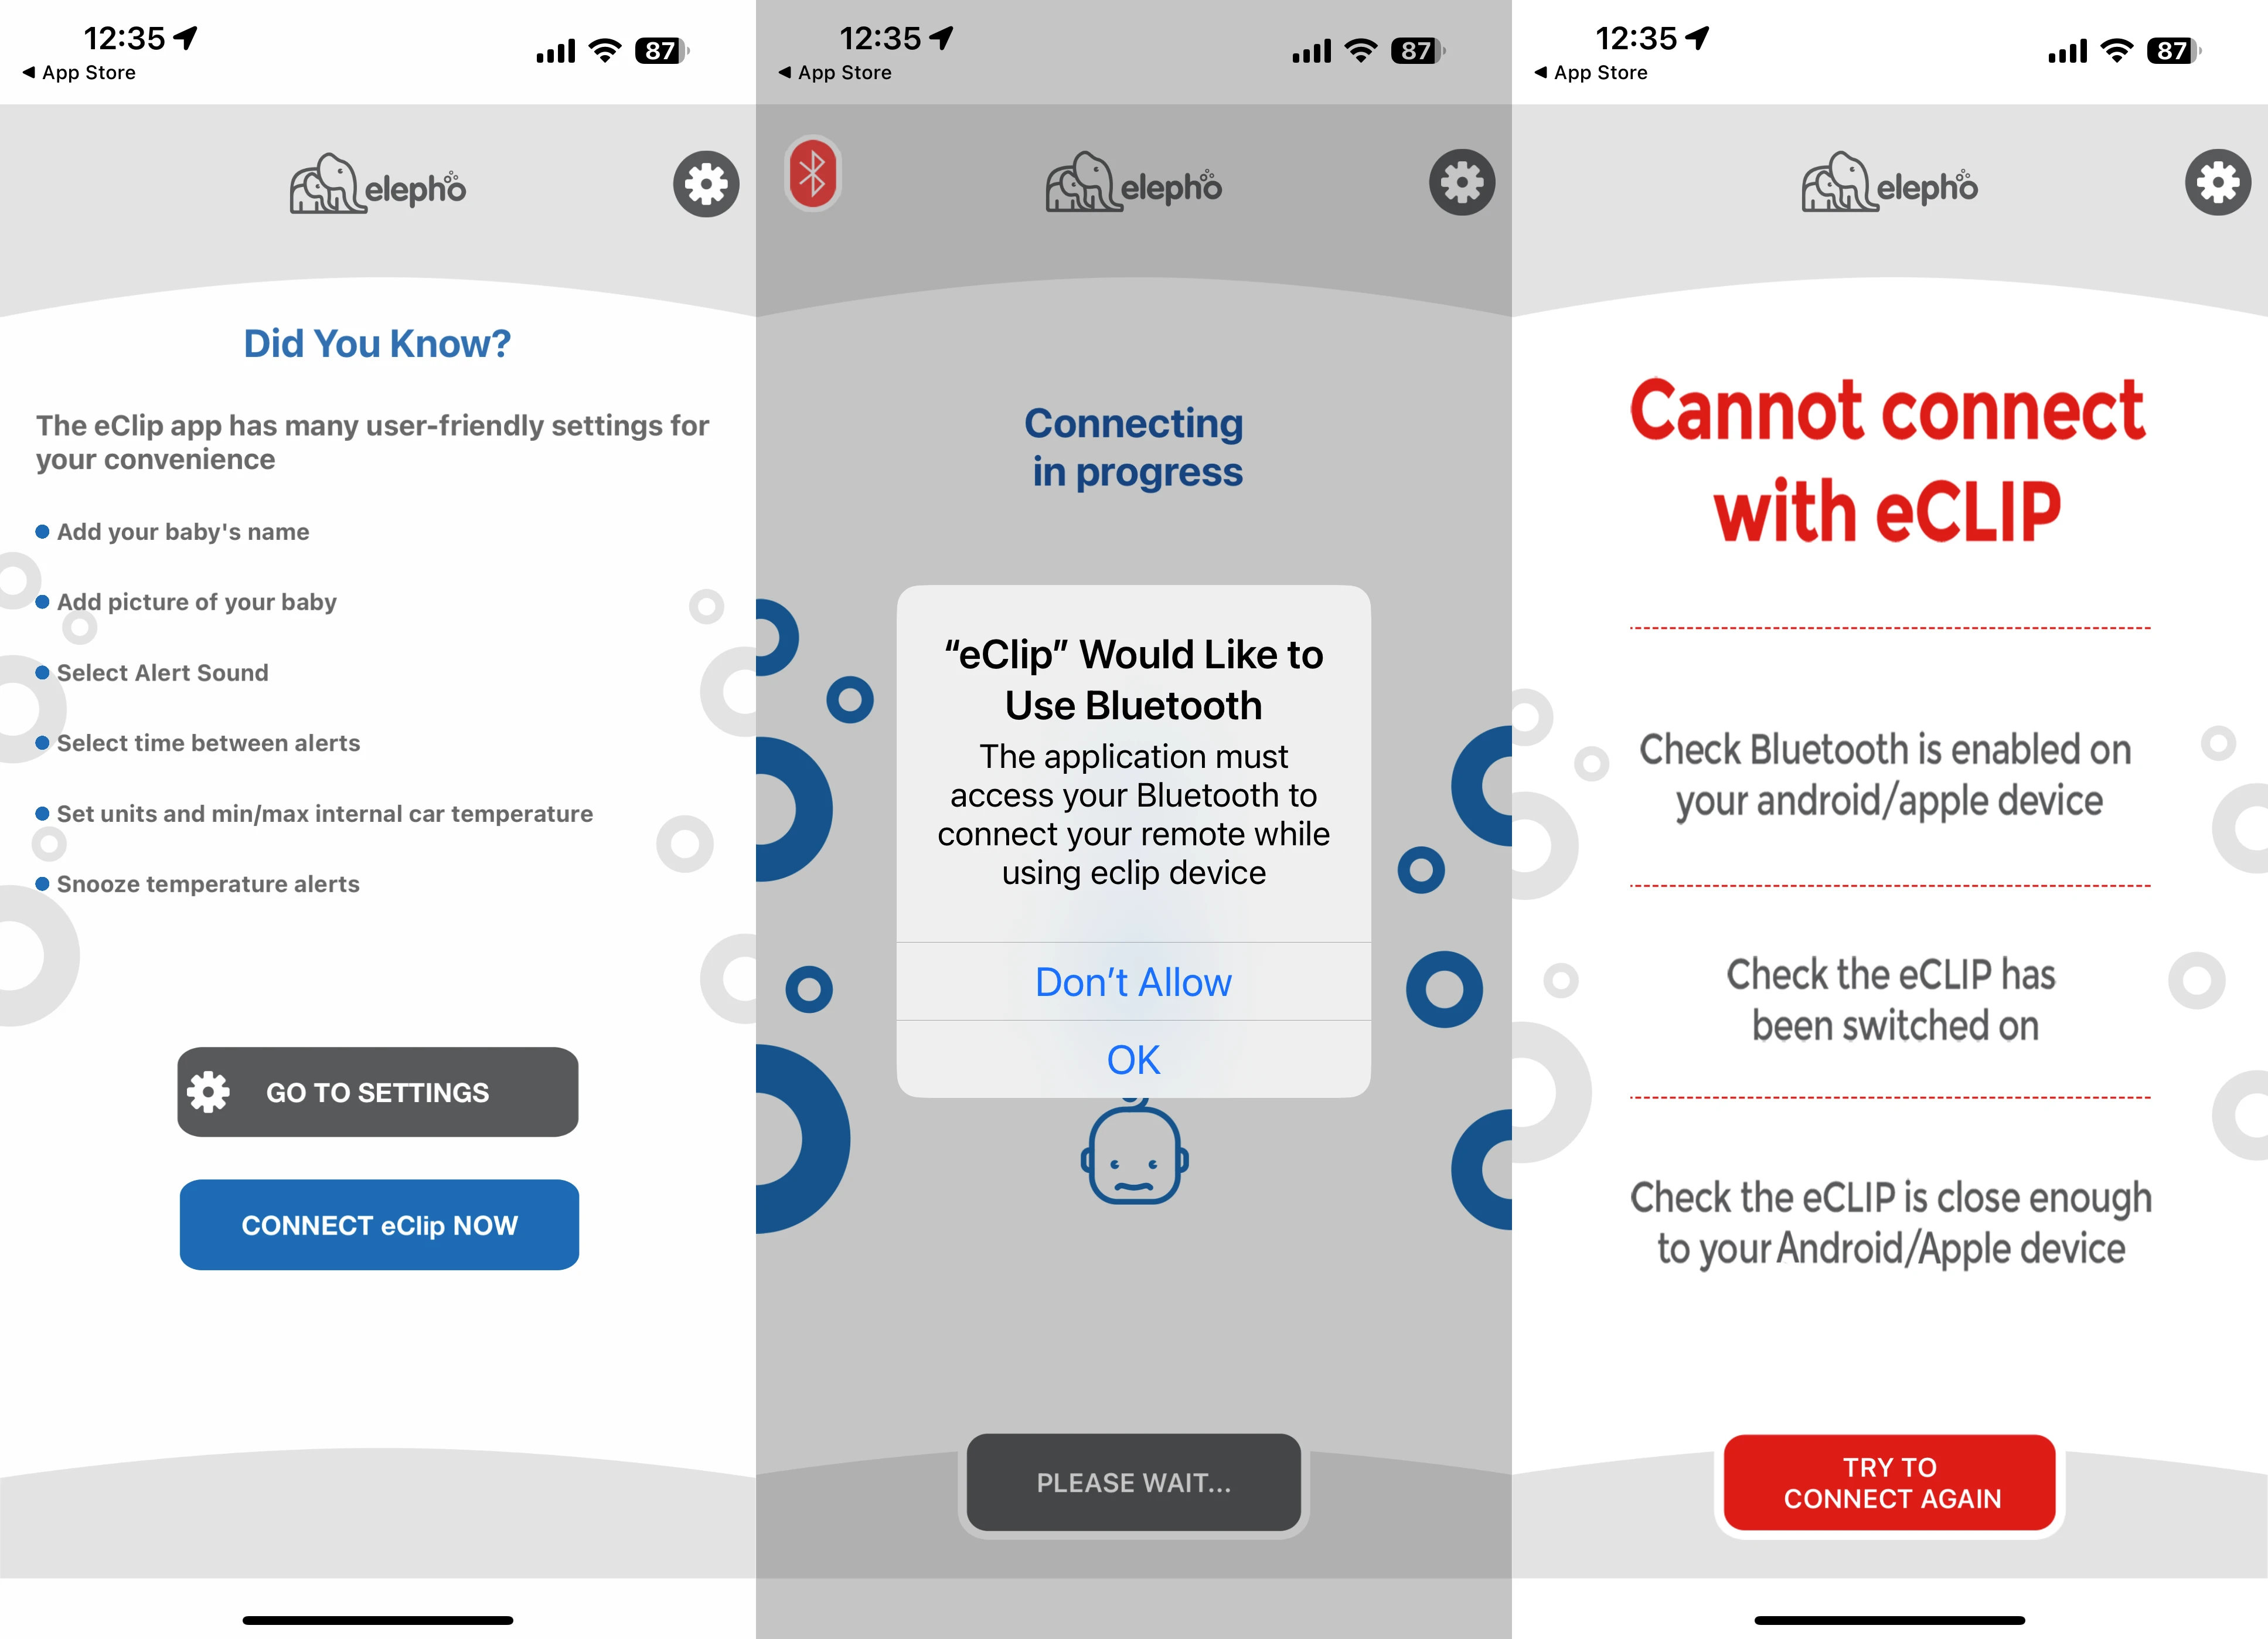 12:35
87
◀ App Store
elepho
Did You Know?
The eClip app has many user-friendly settings for
your convenience
Add your baby's name
Add picture of your baby
Select Alert Sound
Select time between alerts
Set units and min/max internal car temperature
Snooze temperature alerts
GO TO SETTINGS
CONNECT eClip NOW
12:35
87
◀ App Store
elepho
Connecting
in progress
“eClip” Would Like to
Use Bluetooth
The application must
access your Bluetooth to
connect your remote while
using eclip device
Don’t Allow
OK
PLEASE WAIT...
12:35
87
◀ App Store
elepho
Cannot connect
with eCLIP
Check Bluetooth is enabled on
your android/apple device
Check the eCLIP has
been switched on
Check the eCLIP is close enough
to your Android/Apple device
TRY TO
CONNECT AGAIN